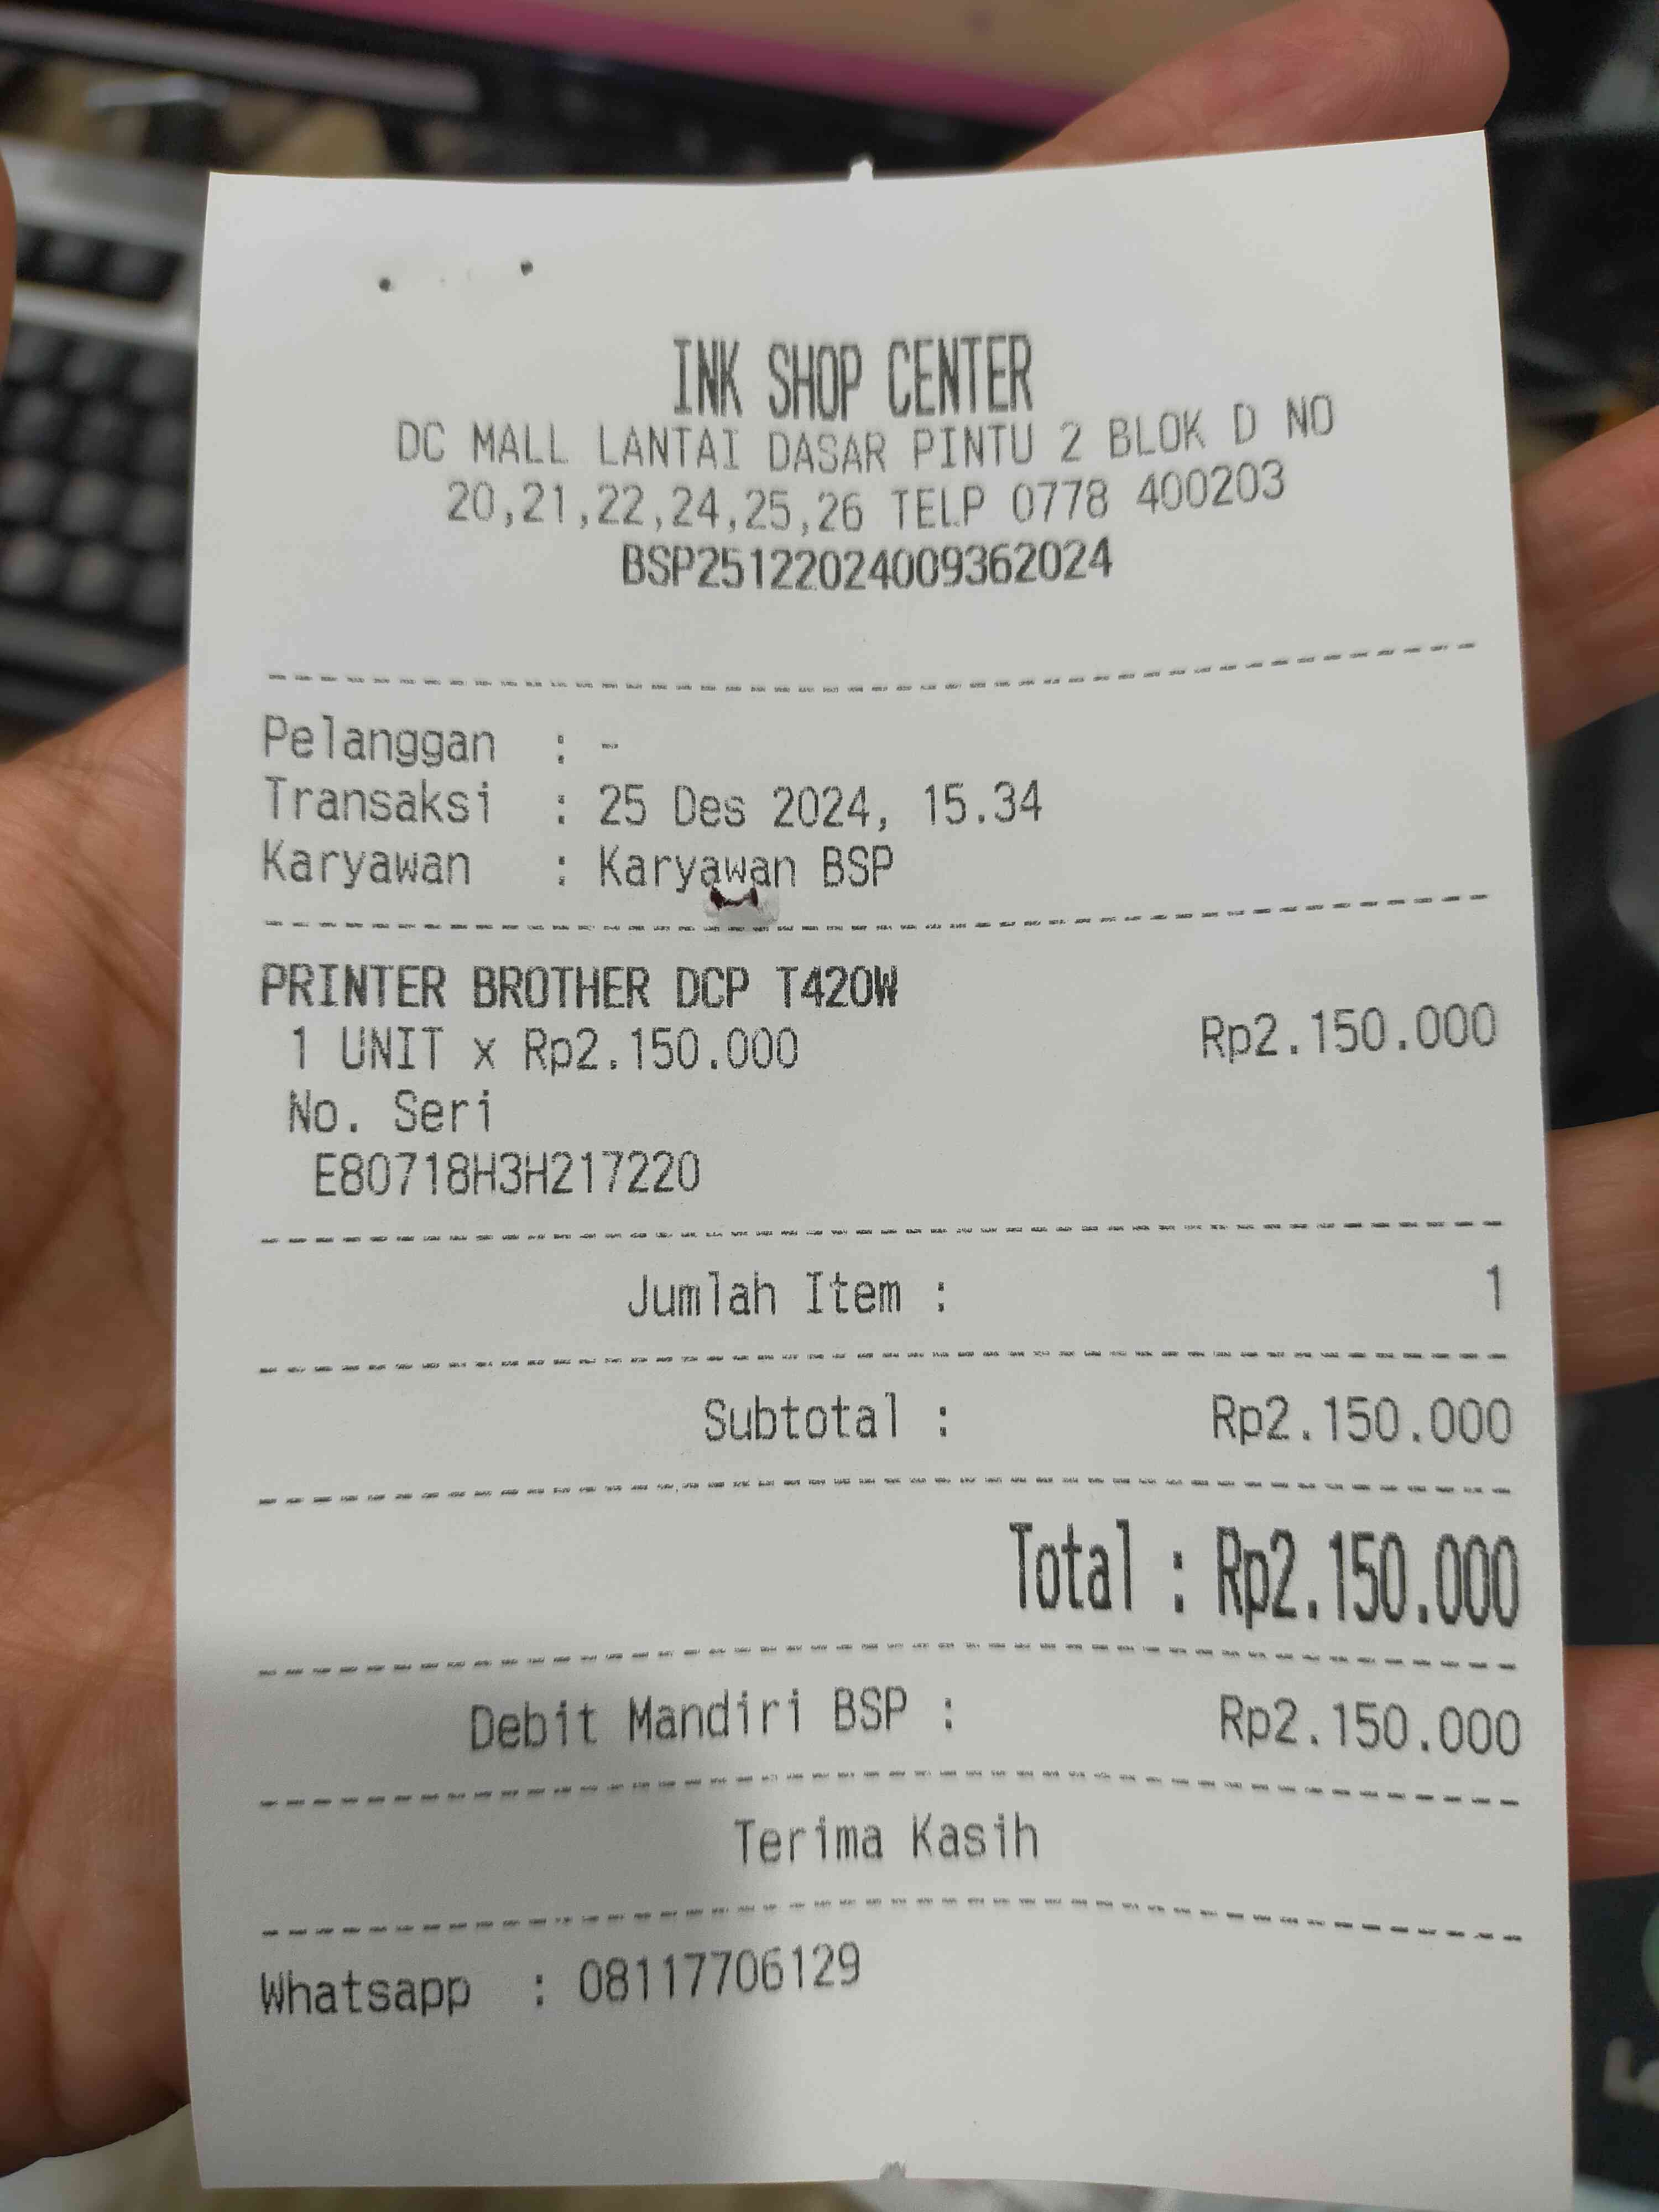 INK SHOP CENTER
DC MALL LANTAI DASAR PINTU 2 BLOK D NO
20,21,22,24,25,26 TELP 0778 400203
BSP25122024009362024
Pelanggan : -
Transaksi : 25 Des 2024, 15.34
Karyawan : Karyawan BSP
PRINTER BROTHER DCP T420W
1 UNIT x Rp2.150.000 Rp2.150.000
No. Seri
E80718H3H217220
Jumlah Item : 1
Subtotal : Rp2.150.000
Total : Rp2.150.000
Debit Mandiri BSP : Rp2.150.000
Terima Kasih
Whatsapp : 08117706129